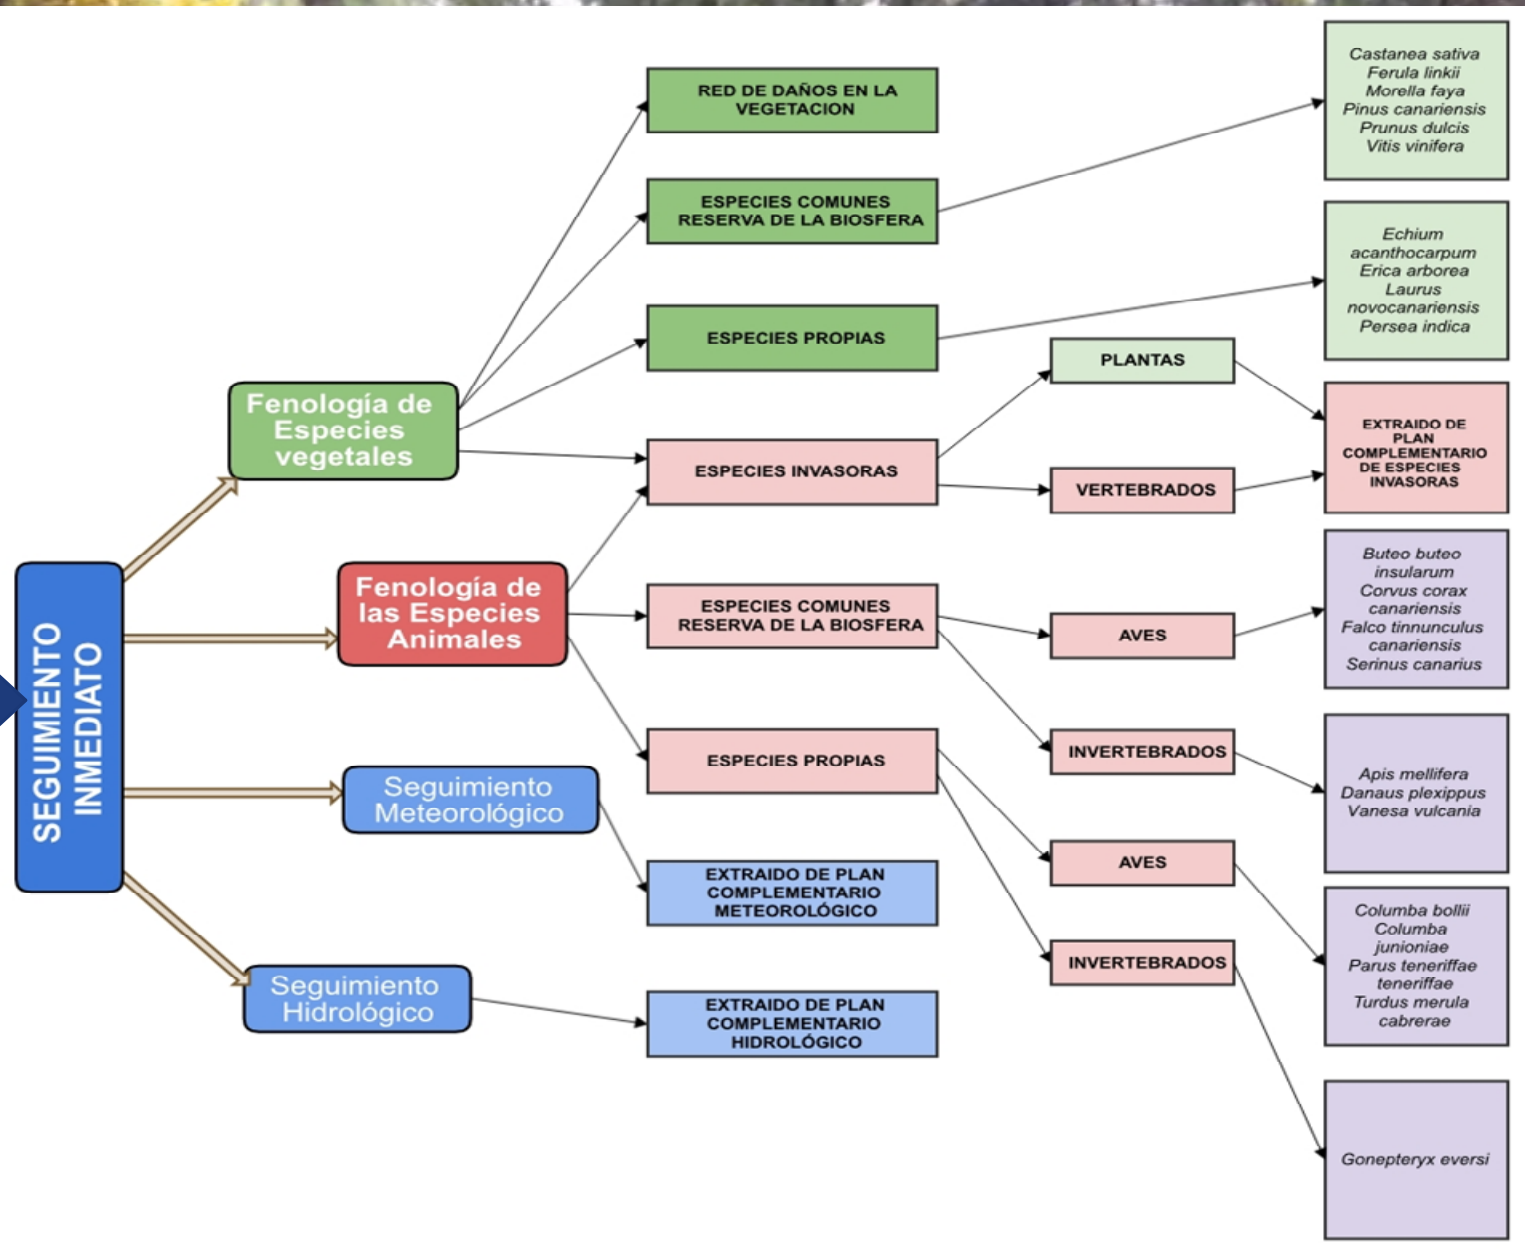 SEGUIMIENTO
INMEDIATO
Fenología de
Especies
vegetales
Fenología de
las Especies
Animales
Seguimiento
Meteorológico
Seguimiento
Hidrológico
RED DE DAÑOS EN LA
VEGETACION
ESPECIES COMUNES
RESERVA DE LA BIOSFERA
ESPECIES PROPIAS
ESPECIES INVASORAS
ESPECIES COMUNES
RESERVA DE LA BIOSFERA
ESPECIES PROPIAS
EXTRAIDO DE PLAN
COMPLEMENTARIO
METEOROLÓGICO
EXTRAIDO DE PLAN
COMPLEMENTARIO
HIDROLÓGICO
PLANTAS
VERTEBRADOS
AVES
INVERTEBRADOS
AVES
INVERTEBRADOS
Castanea sativa
Ferula linkii
Morella faya
Pinus canariensis
Prunus dulcis
Vitis vinifera
Echium
acanthocarpum
Erica arborea
Laurus
novocanariensis
Persea indica
EXTRAIDO DE
PLAN
COMPLEMENTARIO
DE ESPECIES
INVASORAS
Buteo buteo
insularum
Corvus corax
canariensis
Falco tinnunculus
canariensis
Serinus canarius
Apis mellifera
Danaus plexippus
Vanesa vulcania
Columba bollii
Columba
junioniae
Parus teneriffae
teneriffae
Turdus merula
cabrerae
Gonepteryx eversi